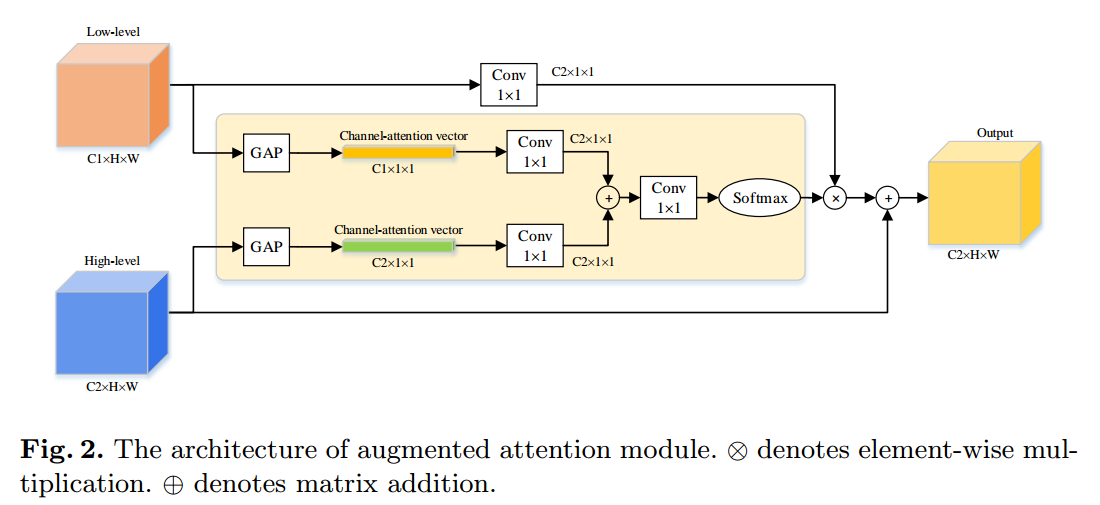 Low-level
C1×H×W
Conv
1×1
C2×1×1
GAP
Channel-attention vector
C1×1×1
Conv
1×1
C2×1×1
+
Conv
1×1
Softmax
×
+
Output
C2×H×W
GAP
Channel-attention vector
C2×1×1
Conv
1×1
C2×1×1
High-level
C2×H×W
Fig. 2. The architecture of augmented attention module. ⊗ denotes element-wise mul-
tiplication. ⊕ denotes matrix addition.